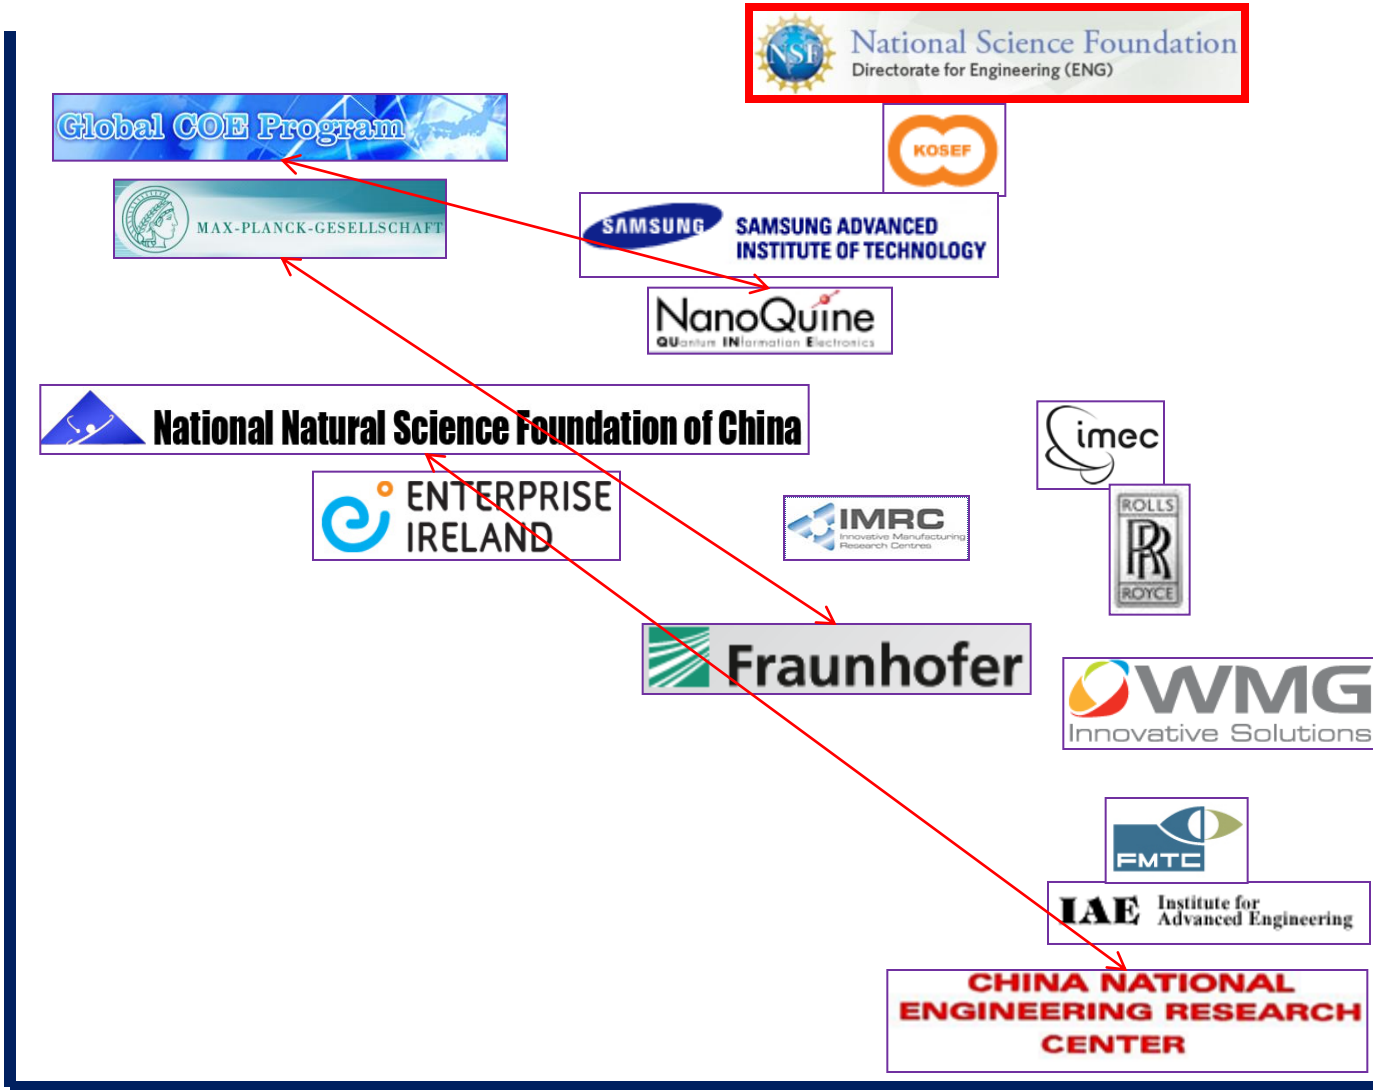 NSF
National Science Foundation
Directorate for Engineering (ENG)
Global COE Program
KOSEF
MAX-PLANCK-GESELLSCHAFT
SAMSUNG
SAMSUNG ADVANCED
INSTITUTE OF TECHNOLOGY
NanoQuine
QUantum INformation Electronics
National Natural Science Foundation of China
imec
ENTERPRISE
IRELAND
IMRC
Innovative Manufacturing
Research Centres
ROLLS
RR
ROYCE
Fraunhofer
WMG
Innovative Solutions
FMTC
IAE
Institute for
Advanced Engineering
CHINA NATIONAL
ENGINEERING RESEARCH
CENTER